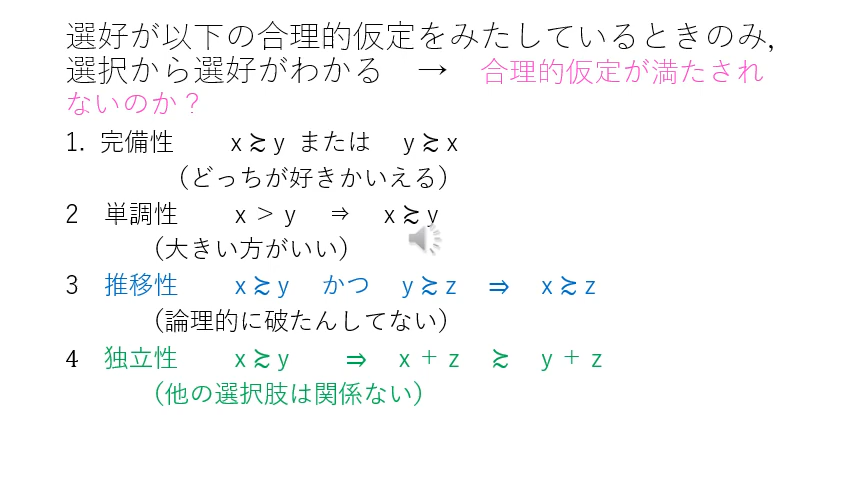 選好が以下の合理的仮定をみたしているときのみ,
選択から選好がわかる → 合理的仮定が満たされ
ないのか？
1. 完備性 x ≿ y または y ≿ x
（どっちが好きかいえる）
2 単調性 x ＞ y ⇒ x ≿ y
（大きい方がいい）
3 推移性 x ≿ y かつ y ≿ z ⇒ x ≿ z
（論理的に破たんしてない）
4 独立性 x ≿ y ⇒ x + z ≿ y + z
（他の選択肢は関係ない）